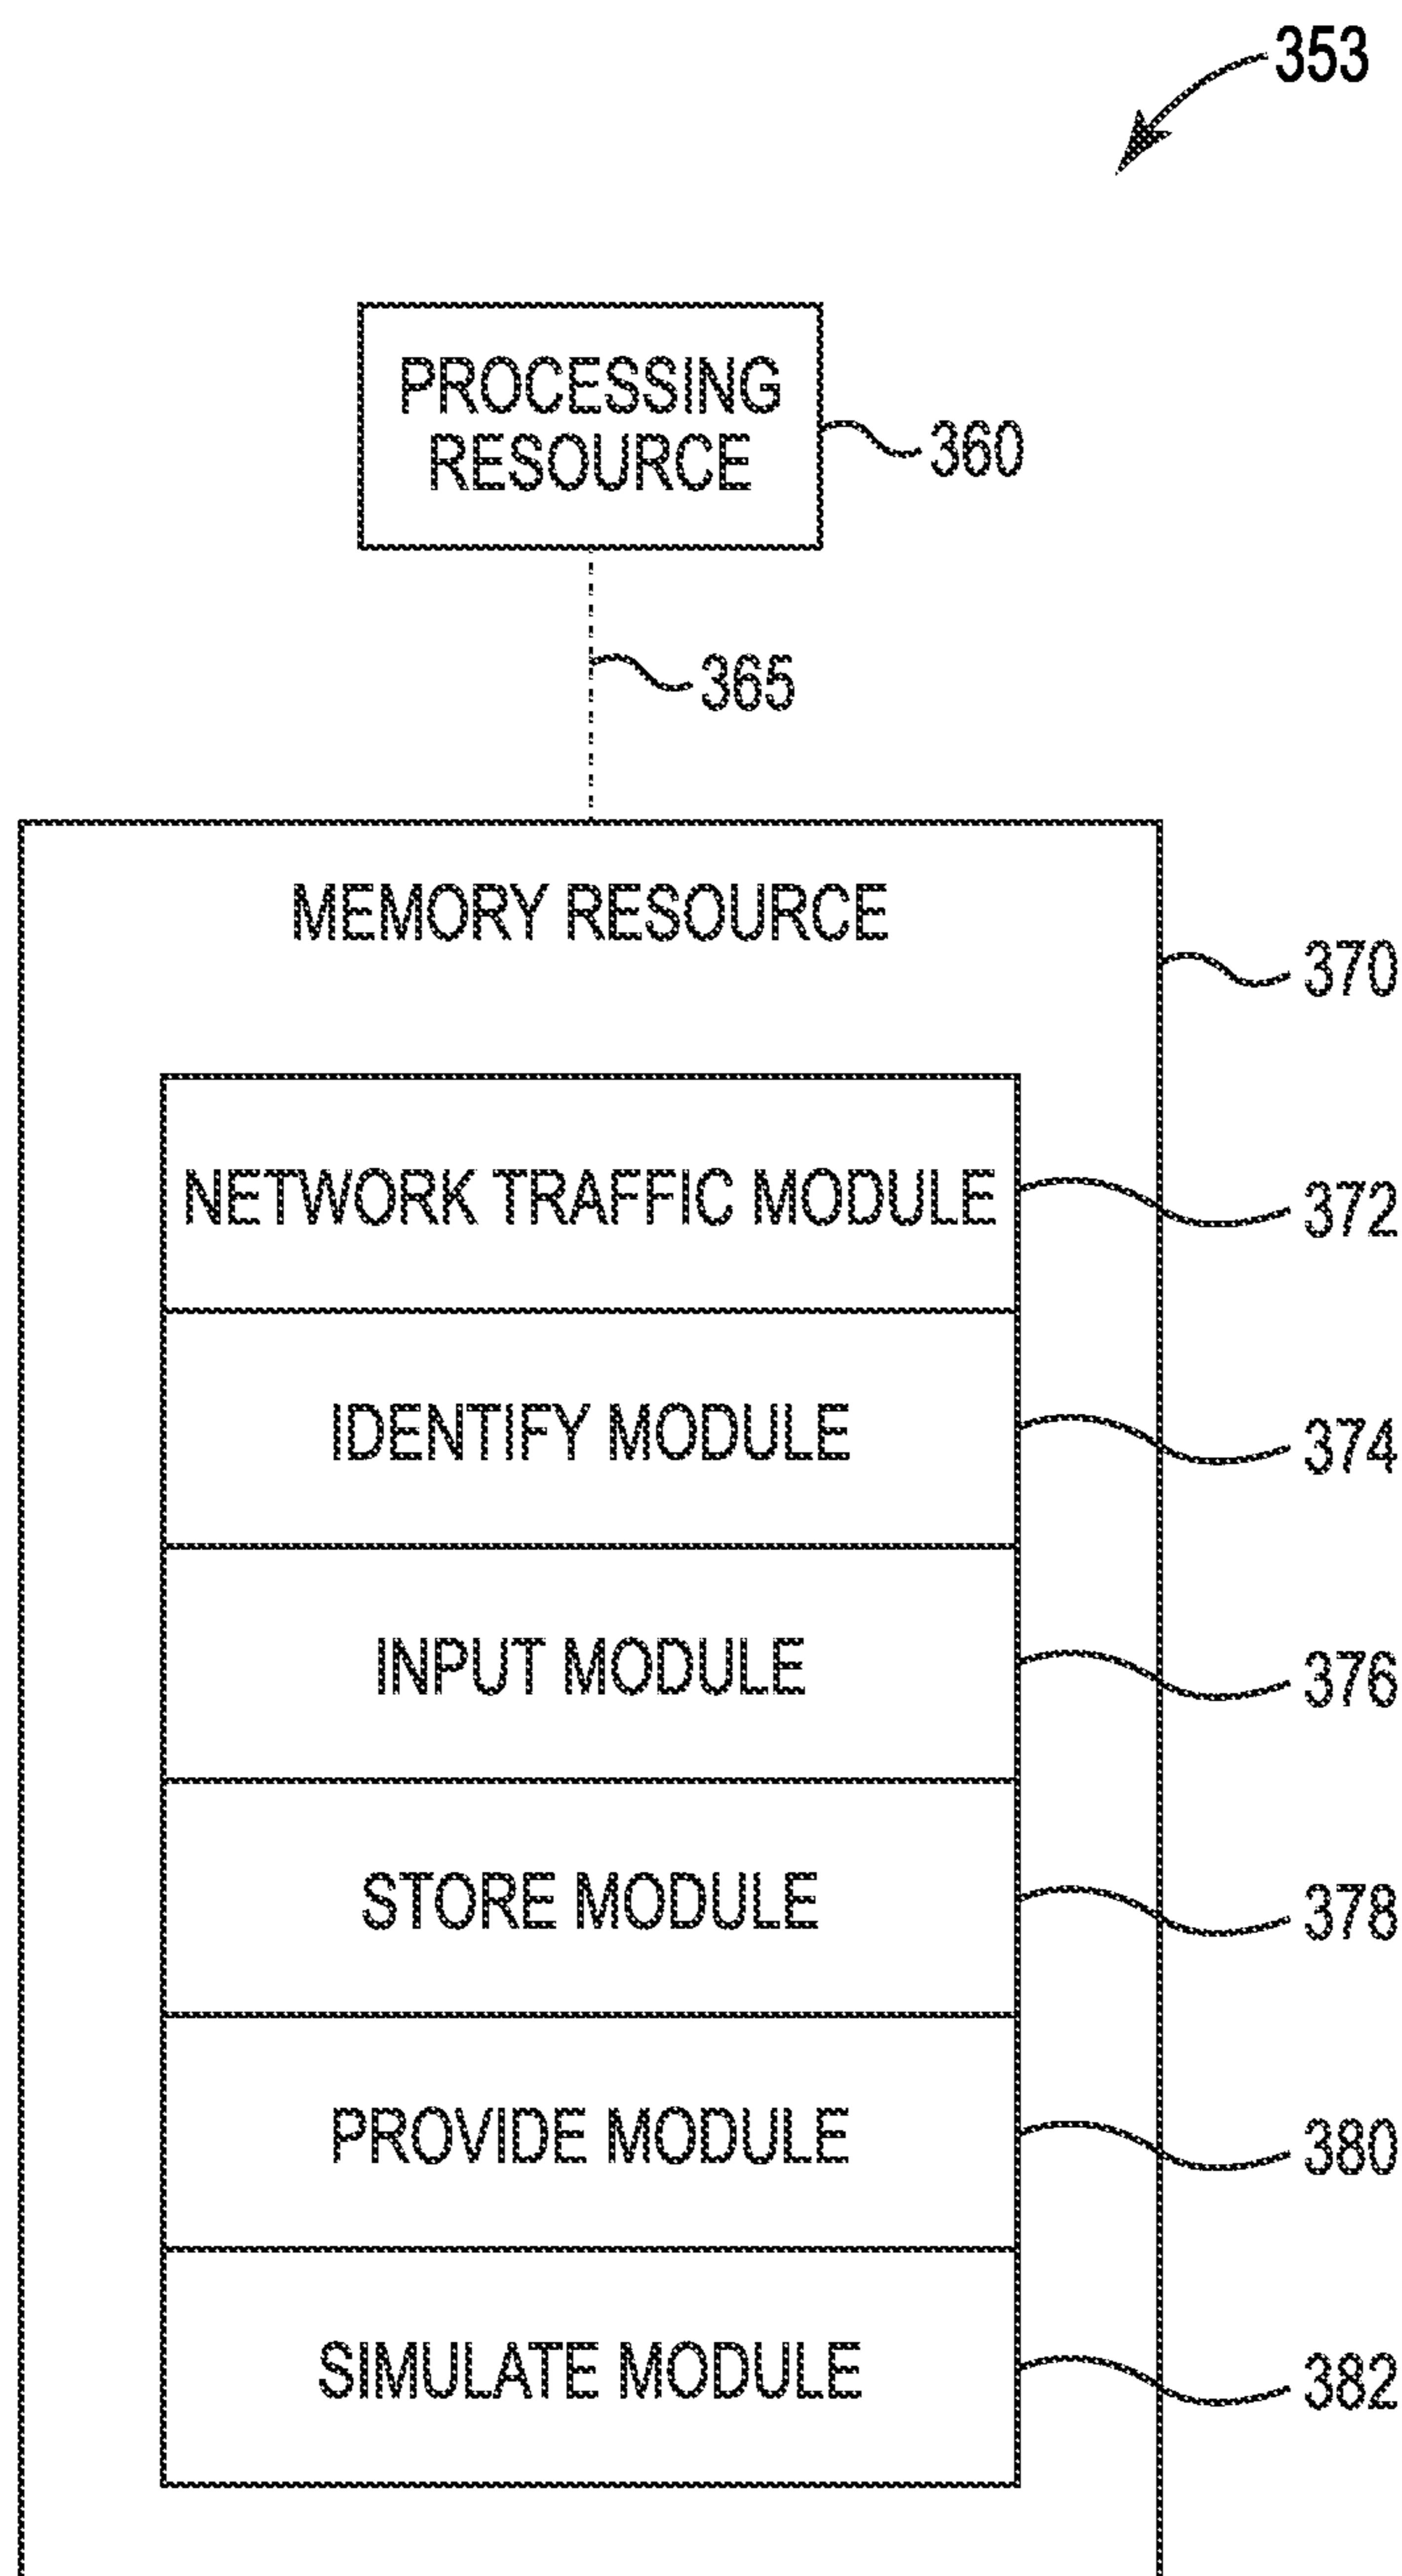 353
PROCESSING
RESOURCE
360
365
MEMORY RESOURCE
370
NETWORK TRAFFIC MODULE
372
IDENTIFY MODULE
374
INPUT MODULE
376
STORE MODULE
378
PROVIDE MODULE
380
SIMULATE MODULE
382